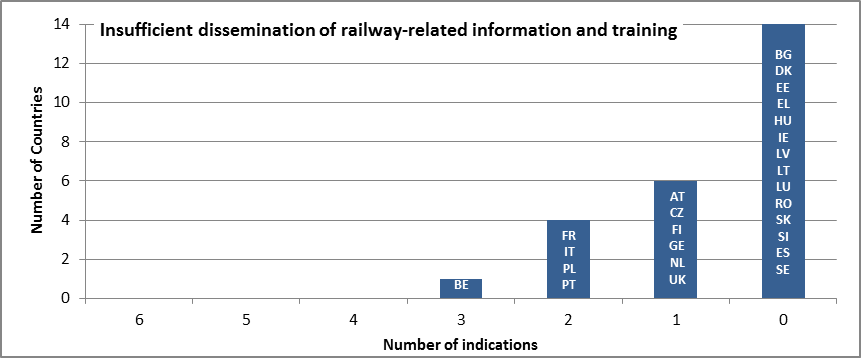 Insufficient dissemination of railway-related information and training
Number of Countries
14
12
10
8
6
4
2
0
BE
FR
IT
PL
PT
AT
CZ
FI
GE
NL
UK
BG
DK
EE
EL
HU
IE
LV
LT
LU
RO
SK
SI
ES
SE
6 5 4 3 2 1 0
Number of indications